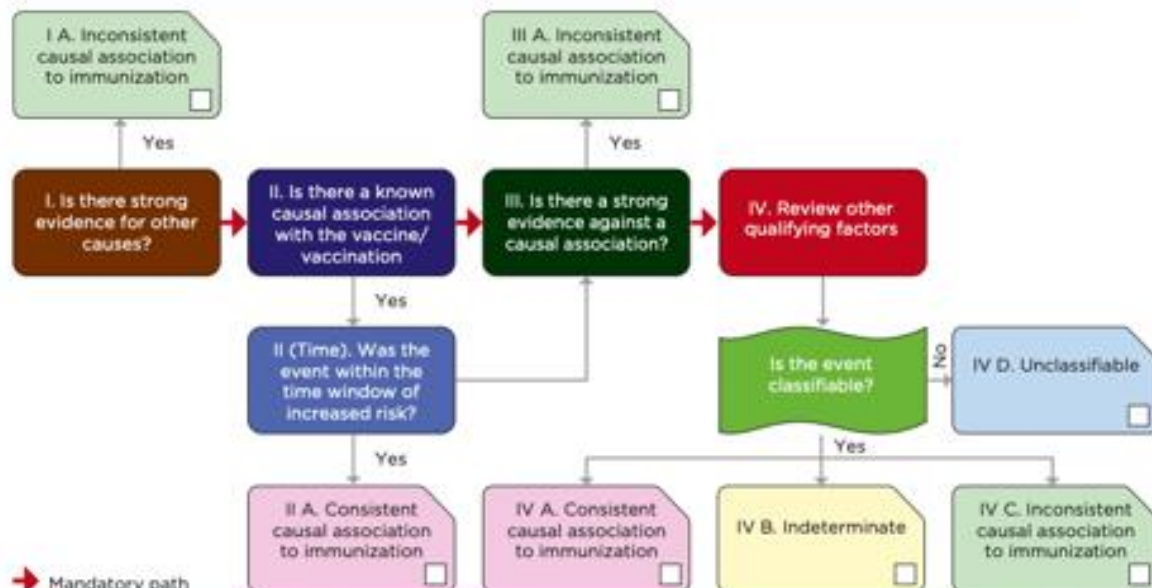 I A. Inconsistent
causal association
to immunization
III A. Inconsistent
causal association
to immunization
Yes
Yes
I. Is there strong
evidence for other
causes?
II. Is there a known
causal association
with the vaccine/
vaccination
III. Is there a strong
evidence against a
causal association?
IV. Review other
qualifying factors
Yes
II (Time). Was the
event within the
time window of
increased risk?
Is the event
classifiable?
No
IV D. Unclassifiable
Yes
Yes
II A. Consistent
causal association
to immunization
IV A. Consistent
causal association
to immunization
IV B. Indeterminate
IV C. Inconsistent
causal association
to immunization
Mandatory path